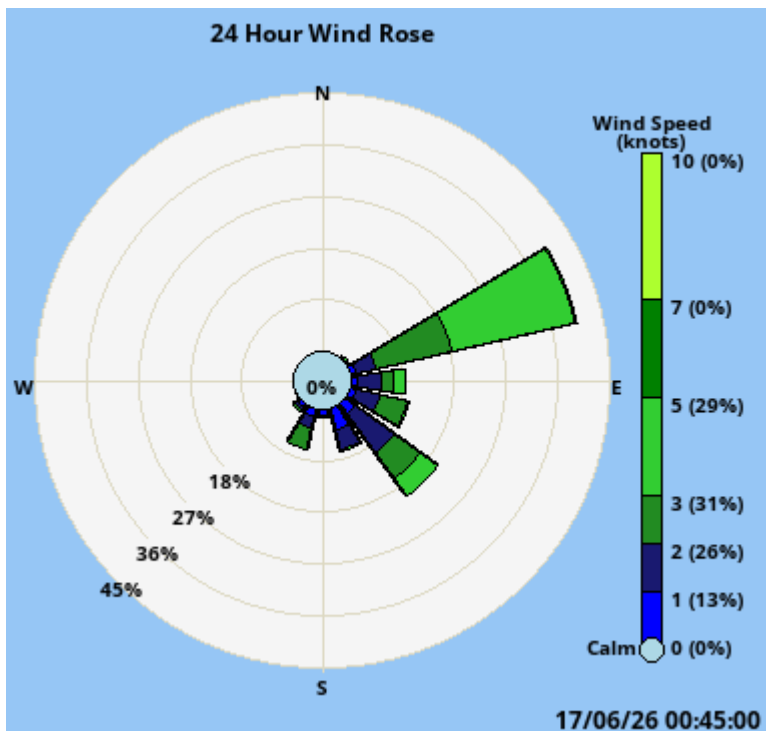 24 Hour Wind Rose
N
Wind Speed
(knots)
10 (0%)
7 (0%)
W
0%
E
5 (29%)
18%
3 (31%)
27%
36%
2 (26%)
45%
1 (13%)
Calm
0 (0%)
S
17/06/26 00:45:00